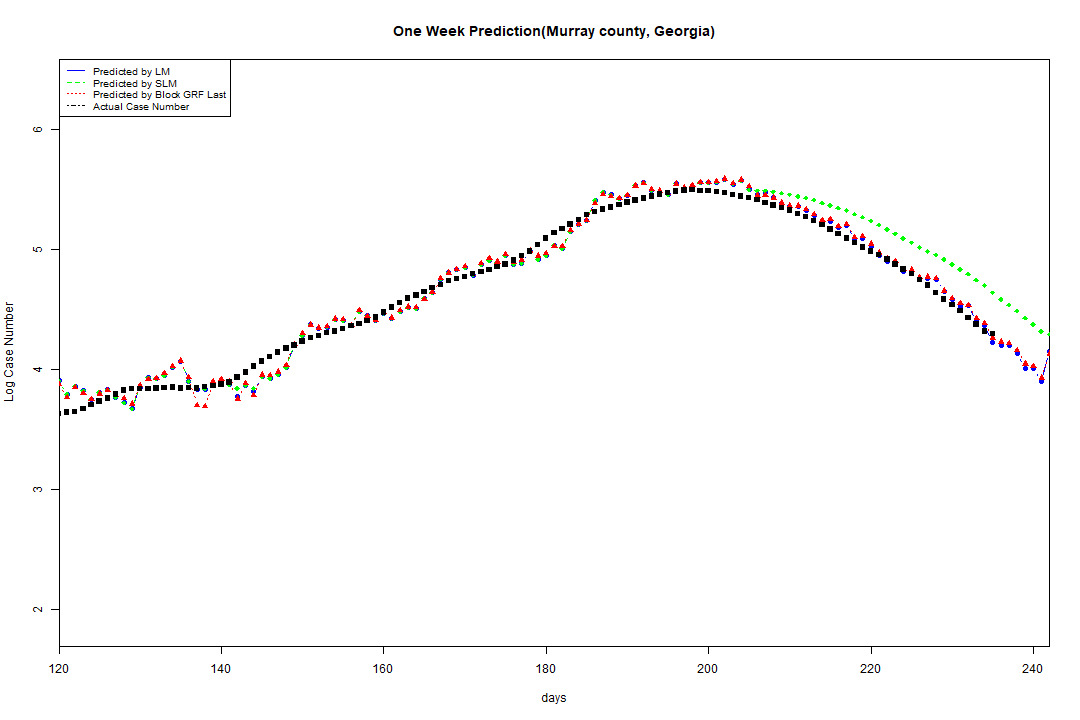 One Week Prediction(Murray county, Georgia)
Predicted by LM
Predicted by SLM
Predicted by Block GRF Last
Actual Case Number
Log Case Number
6
5
4
3
2
120 140 160 180 200 220 240
days